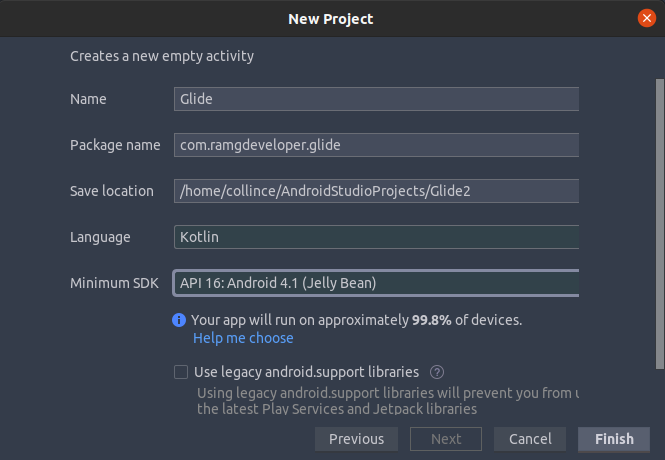 New Project
Creates a new empty activity
Name Glide
Package name com.ramgdeveloper.glide
Save location /home/collince/AndroidStudioProjects/Glide2
Language Kotlin
Minimum SDK API 16: Android 4.1 (Jelly Bean)
Your app will run on approximately 99.8% of devices.
Help me choose
Use legacy android.support libraries ?
Using legacy android.support libraries will prevent you from
the latest Play Services and Jetpack libraries
Previous Next Cancel Finish